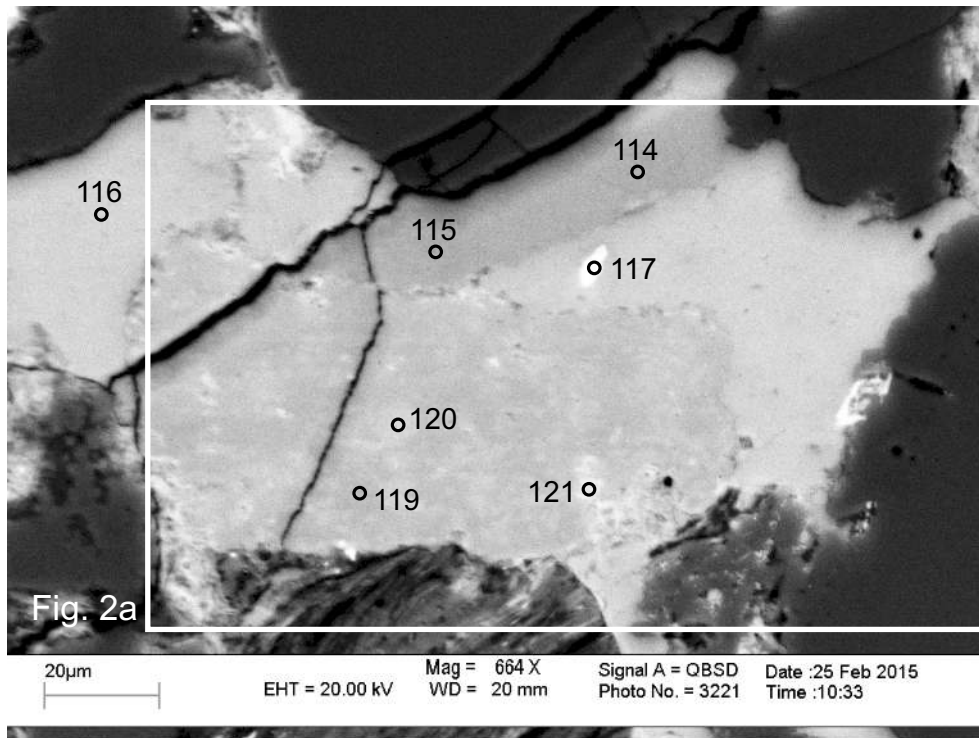 114
116
115
117
120
119
121
Fig. 2a
20µm
EHT = 20.00 kV
Mag = 664 X
WD = 20 mm
Signal A = QBSD
Photo No. = 3221
Date :25 Feb 2015
Time :10:33